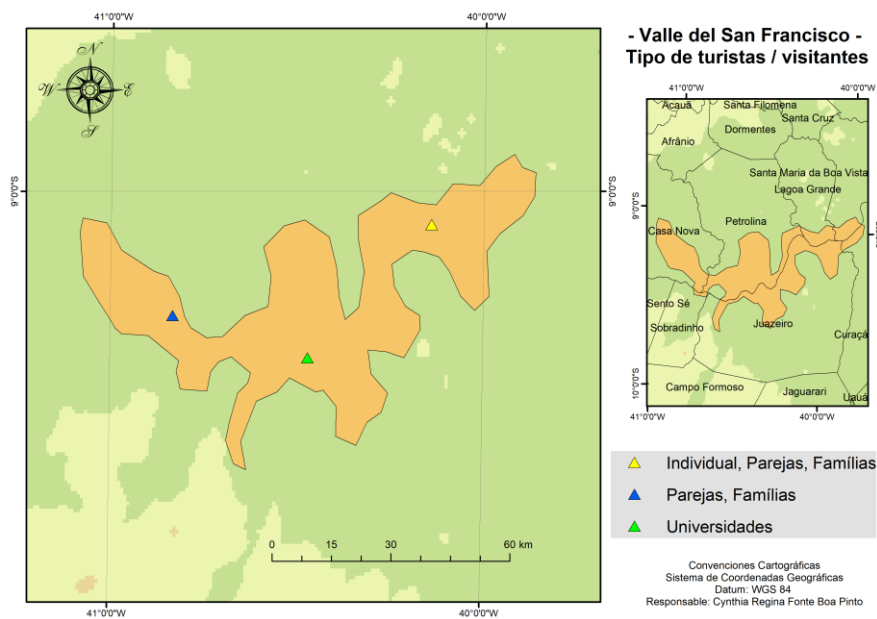 - Valle del San Francisco -
Tipo de turistas / visitantes
41°0'0"W
40°0'0"W
N
W
E
S
9°0'0"S
9°0'0"S
0 15 30 60 km
41°0'0"W
40°0'0"W
41°0'0"W
40°0'0"W
Acauã
Santa Filomena
Santa Cruz
Dormentes
Afrânio
Santa Maria da Boa Vista
Lagoa Grande
9°0'0"S
Petrolina
Casa Nova
Sento Sé
Sobradinho
Juazeiro
Curaçá
10°0'0"S
Campo Formoso
Jaguarari
Uauá
41°0'0"W
40°0'0"W
Individual, Parejas, Famílias
Parejas, Famílias
Universidades
Convenciones Cartográficas
Sistema de Coordenadas Geográficas
Datum: WGS 84
Responsable: Cynthia Regina Fonte Boa Pinto